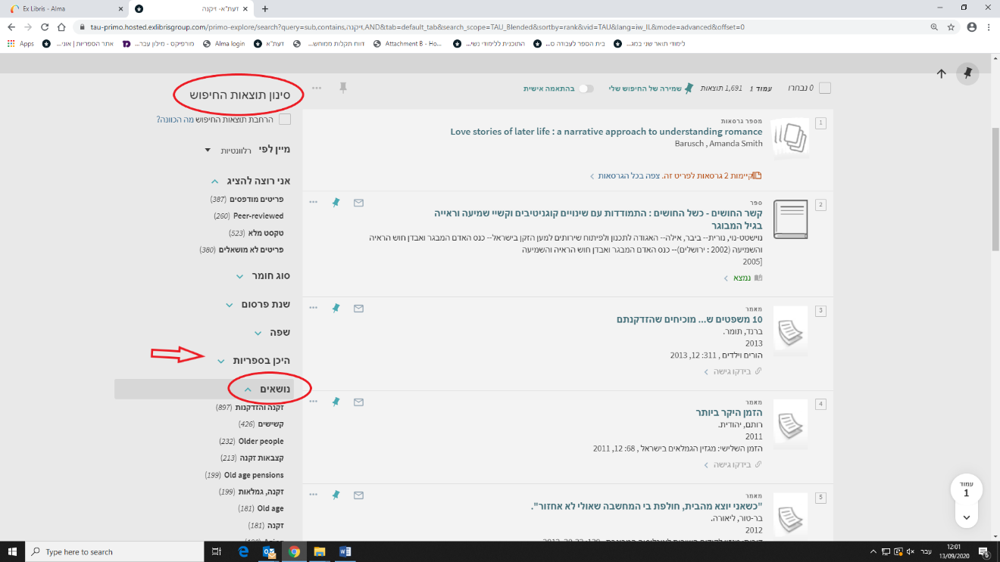 Ex Libris - Alma
דעת"א- זיקנה
tau-primo.hosted.exlibrisgroup.com/primo-explore/search?query=sub,contains,זיקנה,AND&tab=default_tab&search_scope=TAU_Blended&sortby=rank&vid=TAU&lang=iw_IL&mode=advanced&offset=0
Apps
אתר הספריות | אוני...
מורפיקס - מילון עבר...
Alma login
דעת"א
דווח תקלות ממוחש...
Attachment B - Ho...
התוכנית ללימודי נשי...
בית הספר לעבודה ס...
לימודי תואר שני במג...
0 נבחרו
עמוד 1
1,691 תוצאות
שמירה של החיפוש שלי
בהתאמה אישית
סינון תוצאות החיפוש
הרחבת תוצאות החיפוש מה הכוונה?
מיין לפי רלוונטיות
אני רוצה להציג
פריטים מודפסים (387)
Peer-reviewed (260)
טקסט מלא (523)
פריטים לא מושאלים (380)
סוג חומר
שנת פרסום
שפה
היכן בספריות
נושאים
זקנה והזדקנות (897)
קשישים (426)
Older people (232)
קצבאות זקנה (213)
Old age pensions (199)
זקנה, גמלאות (199)
Old age (181)
זקנה (181)
1
מספר גרסאות
Love stories of later life : a narrative approach to understanding romance
Barusch , Amanda Smith
קיימות 2 גרסאות לפריט זה. צפה בכל הגרסאות
2
ספר
קשר החושים - כשל החושים : התמודדות עם שינויים קוגניטיבים וקשיי שמיעה וראייה
בגיל המבוגר
נוישטט-נוי, נורית-- ביבר, אילה-- האגודה לתכנון ולפיתוח שירותים למען הזקן בישראל-- כנס האדם המבגר ואבדן חוש הראיה
והשמיעה (2002 : ירושלים)-- כנס האדם המבגר ואבדן חוש הראיה והשמיעה
[2005
נמצא
3
מאמר
10 משפטים ש... מוכיחים שהזדקנתם
ברנד, תומר.
2013
הורים וילדים , 311: 12, 2013
בידקו גישה
4
מאמר
הזמן היקר ביותר
רותם, יהודית.
2011
הזמן השלישי: מגזין הגמלאים בישראל , 68: 12, 2011
בידקו גישה
5
מאמר
"כשאני יוצא מהבית, חולפת בי המחשבה שאולי לא אחזור".
בר-טור, ליאורה.
2012
עמוד
1
Type here to search
עבר
12:01
13/09/2020
6